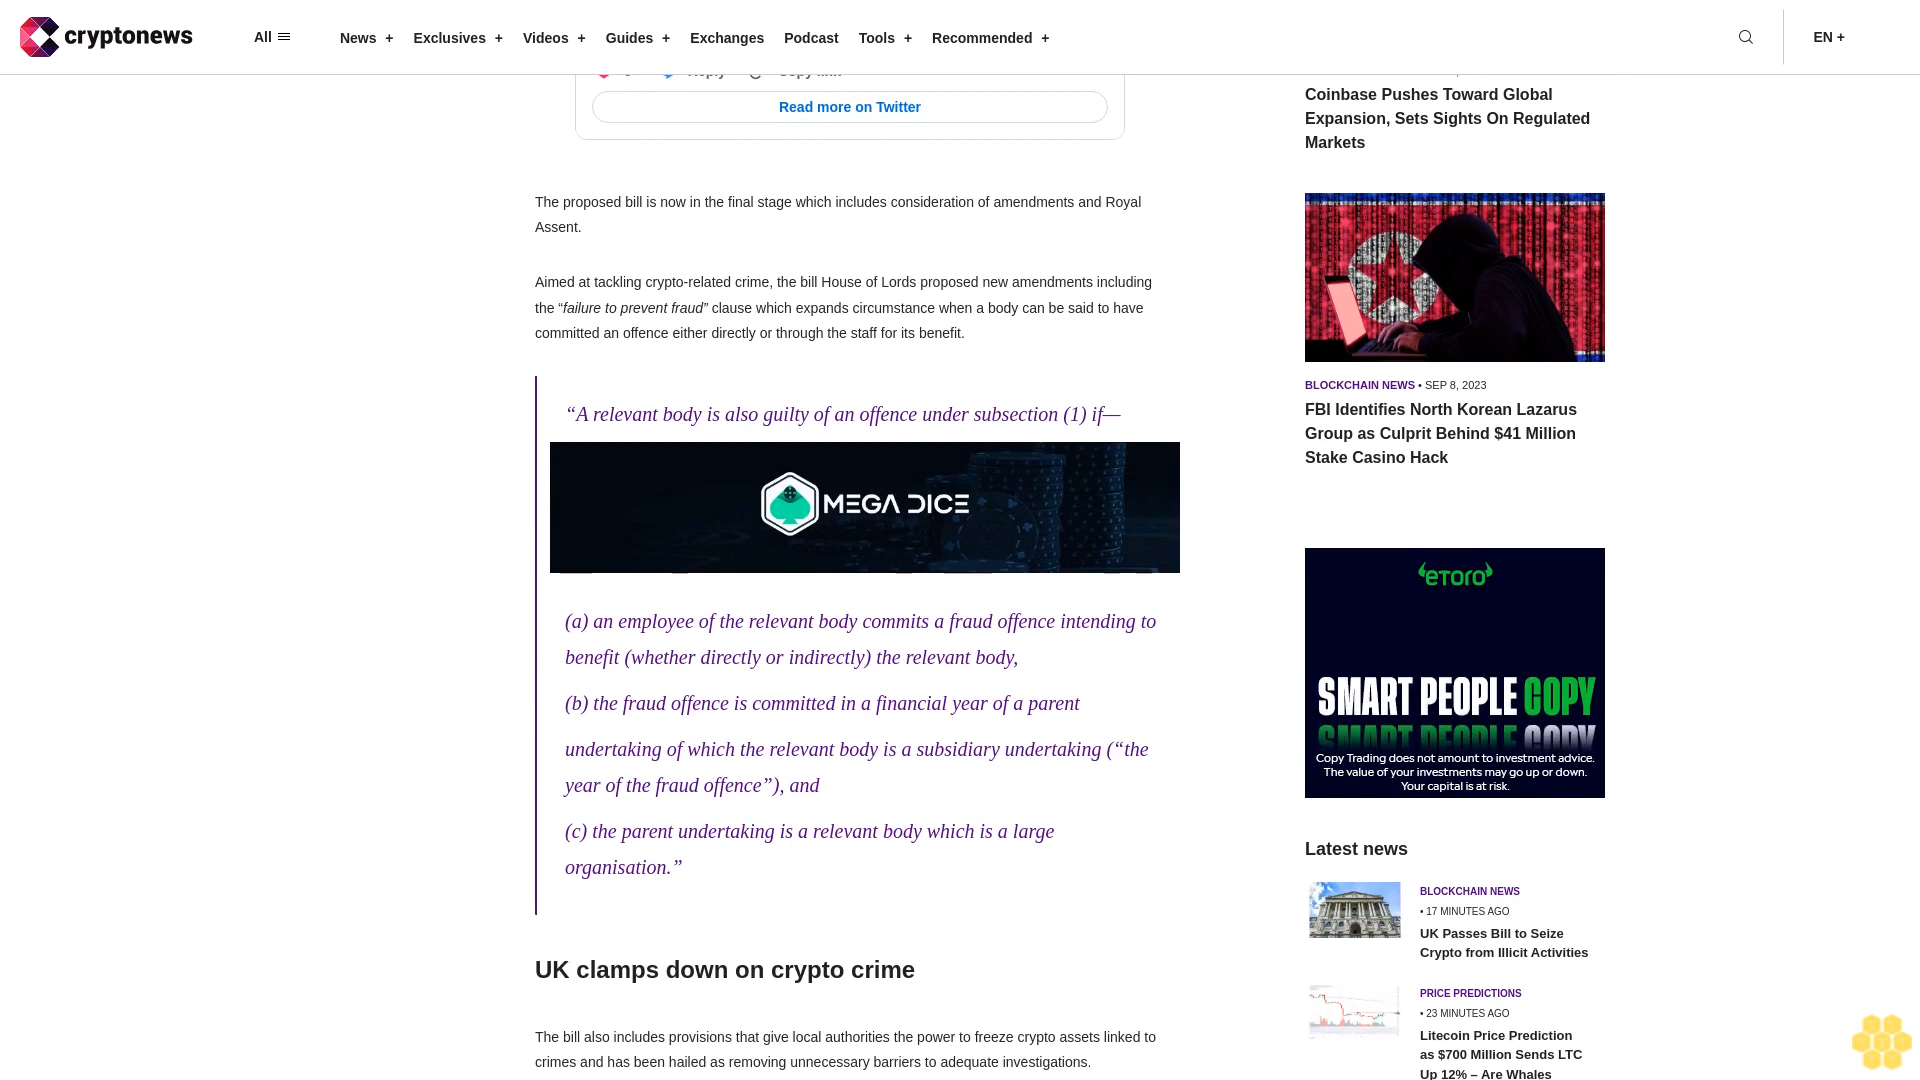 cryptonews
All
News +
Exclusives +
Videos +
Guides +
Exchanges
Podcast
Tools +
Recommended +
EN +
Read more on Twitter
The proposed bill is now in the final stage which includes consideration of amendments and Royal
Assent.
Aimed at tackling crypto-related crime, the bill House of Lords proposed new amendments including
the “failure to prevent fraud” clause which expands circumstance when a body can be said to have
committed an offence either directly or through the staff for its benefit.
“A relevant body is also guilty of an offence under subsection (1) if—
MEGA DICE
(a) an employee of the relevant body commits a fraud offence intending to
benefit (whether directly or indirectly) the relevant body,
(b) the fraud offence is committed in a financial year of a parent
undertaking of which the relevant body is a subsidiary undertaking (“the
year of the fraud offence”), and
(c) the parent undertaking is a relevant body which is a large
organisation.”
UK clamps down on crypto crime
The bill also includes provisions that give local authorities the power to freeze crypto assets linked to
crimes and has been hailed as removing unnecessary barriers to adequate investigations.
Coinbase Pushes Toward Global
Expansion, Sets Sights On Regulated
Markets
BLOCKCHAIN NEWS • SEP 8, 2023
FBI Identifies North Korean Lazarus
Group as Culprit Behind $41 Million
Stake Casino Hack
eToro
SMART PEOPLE COPY
SMART PEOPLE COPY
Copy Trading does not amount to investment advice.
The value of your investments may go up or down.
Your capital is at risk.
Latest news
BLOCKCHAIN NEWS
• 17 MINUTES AGO
UK Passes Bill to Seize
Crypto from Illicit Activities
PRICE PREDICTIONS
• 23 MINUTES AGO
Litecoin Price Prediction
as $700 Million Sends LTC
Up 12% – Are Whales